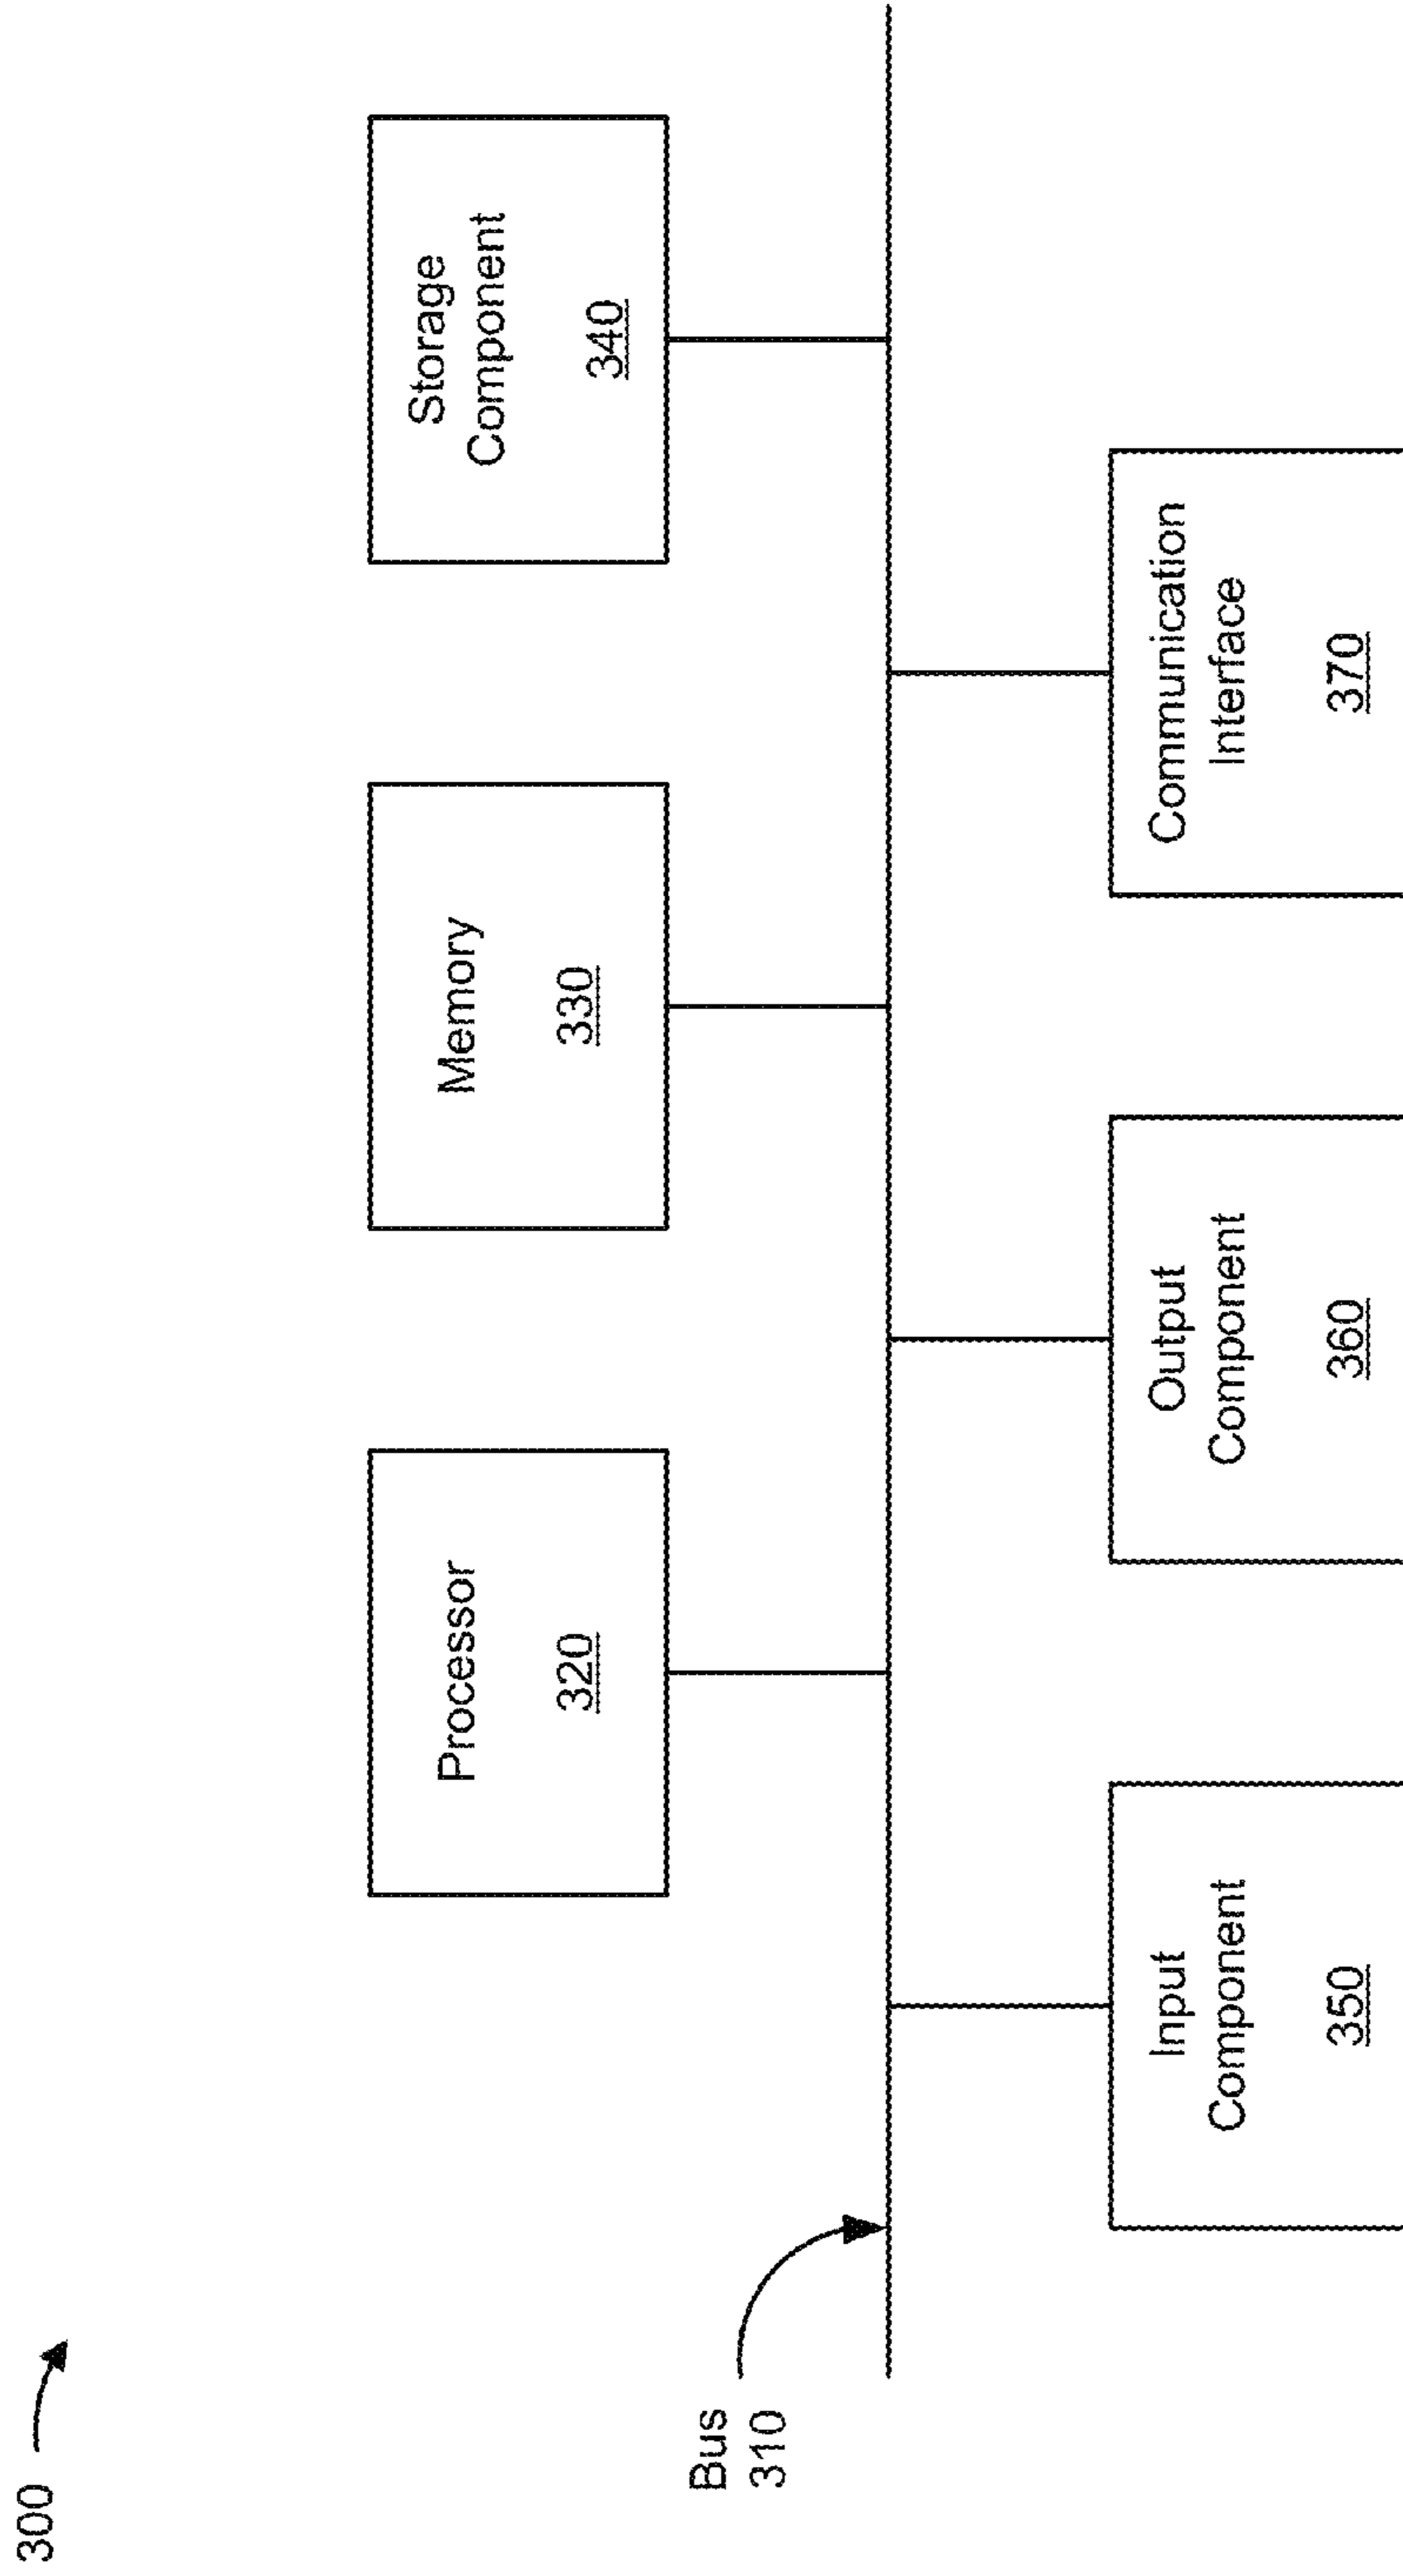 300
Processor
320
Memory
330
Storage
Component
340
Bus
310
Input
Component
350
Output
Component
360
Communication
Interface
370